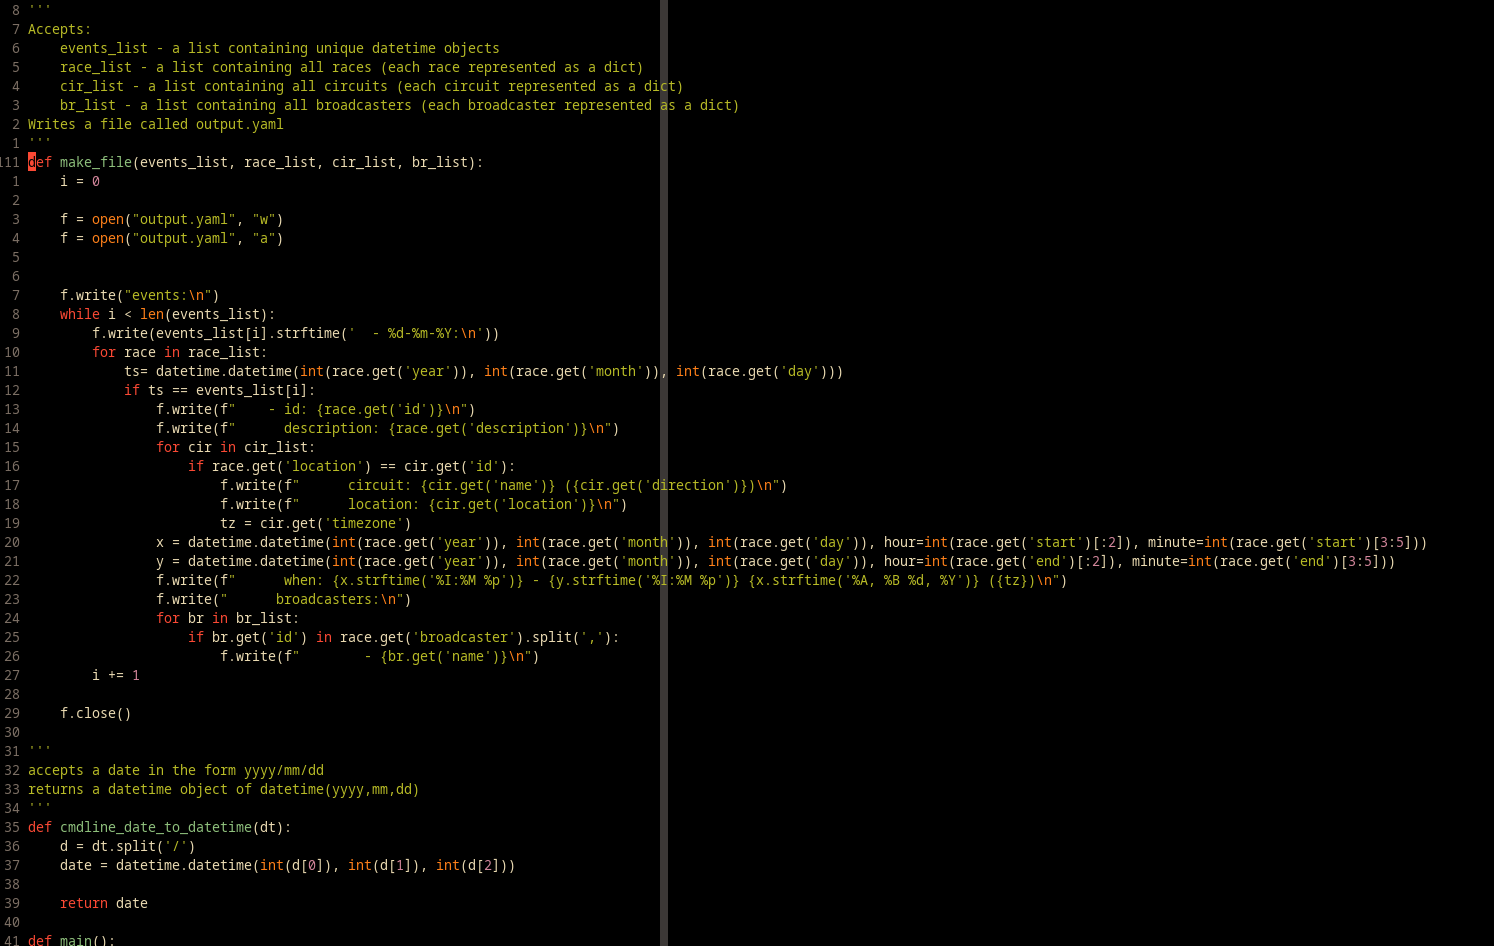 8 '''
7 Accepts:
6     events_list - a list containing unique datetime objects
5     race_list - a list containing all races (each race represented as a dict)
4     cir_list - a list containing all circuits (each circuit represented as a dict)
3     br_list - a list containing all broadcasters (each broadcaster represented as a dict)
2 Writes a file called output.yaml
1 '''
111 def make_file(events_list, race_list, cir_list, br_list):
1     i = 0
2
3     f = open("output.yaml", "w")
4     f = open("output.yaml", "a")
5
6
7     f.write("events:\n")
8     while i < len(events_list):
9         f.write(events_list[i].strftime('  - %d-%m-%Y:\n'))
10         for race in race_list:
11             ts= datetime.datetime(int(race.get('year')), int(race.get('month')), int(race.get('day')))
12             if ts == events_list[i]:
13                 f.write(f"    - id: {race.get('id')}\n")
14                 f.write(f"      description: {race.get('description')}\n")
15                 for cir in cir_list:
16                     if race.get('location') == cir.get('id'):
17                         f.write(f"      circuit: {cir.get('name')} ({cir.get('direction')})\n")
18                         f.write(f"      location: {cir.get('location')}\n")
19                         tz = cir.get('timezone')
20                 x = datetime.datetime(int(race.get('year')), int(race.get('month')), int(race.get('day')), hour=int(race.get('start')[:2]), minute=int(race.get('start')[3:5]))
21                 y = datetime.datetime(int(race.get('year')), int(race.get('month')), int(race.get('day')), hour=int(race.get('end')[:2]), minute=int(race.get('end')[3:5]))
22                 f.write(f"      when: {x.strftime('%I:%M %p')} - {y.strftime('%I:%M %p')} {x.strftime('%A, %B %d, %Y')} ({tz})\n")
23                 f.write("      broadcasters:\n")
24                 for br in br_list:
25                     if br.get('id') in race.get('broadcaster').split(','):
26                         f.write(f"        - {br.get('name')}\n")
27         i += 1
28
29     f.close()
30
31 '''
32 accepts a date in the form yyyy/mm/dd
33 returns a datetime object of datetime(yyyy,mm,dd)
34 '''
35 def cmdline_date_to_datetime(dt):
36     d = dt.split('/')
37     date = datetime.datetime(int(d[0]), int(d[1]), int(d[2]))
38
39     return date
40
41 def main():